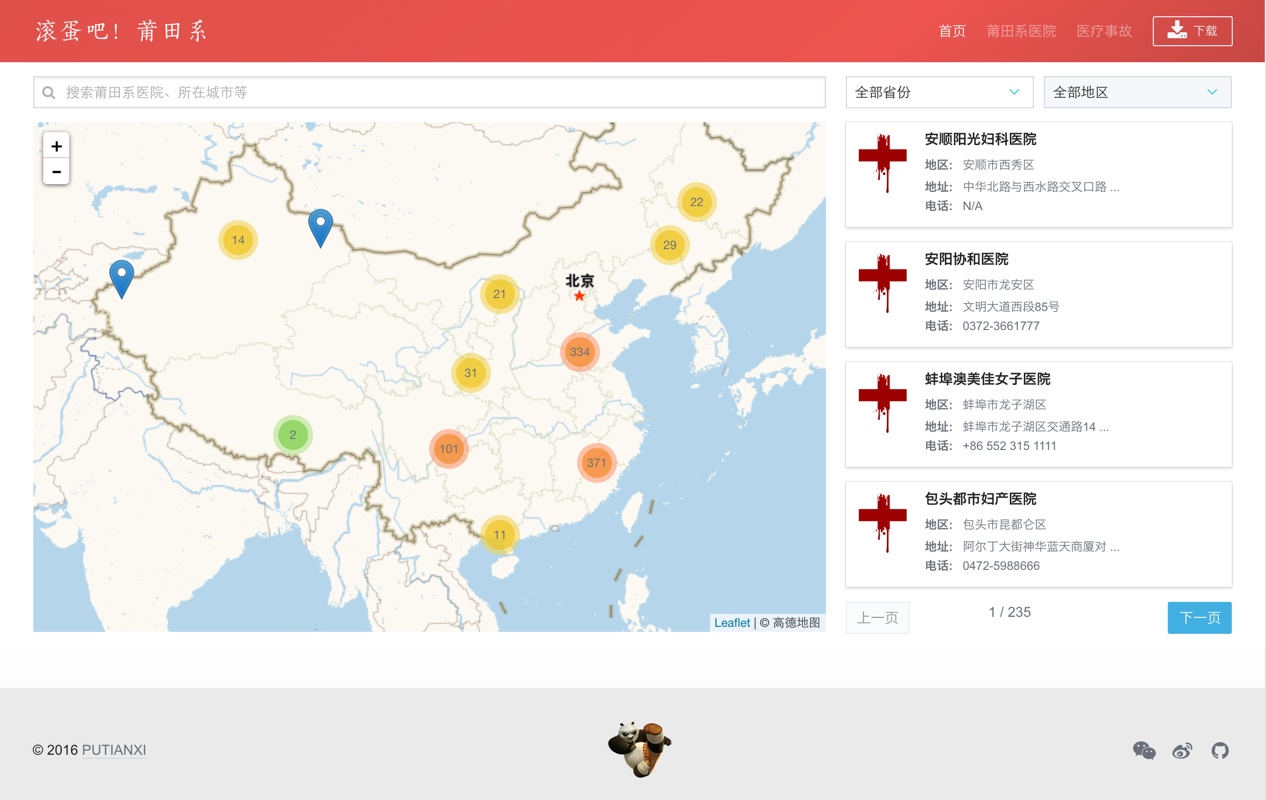 滚蛋吧! 莆田系
首页 莆田系医院 医疗事故 下载
搜索莆田系医院、所在城市等
全部省份 全部地区
+
-
14
22
29
北京
21
334
31
2
101
371
11
Leaflet | © 高德地图
安顺阳光妇科医院
地区: 安顺市西秀区
地址: 中华北路与西水路交叉口路 ...
电话: N/A
安阳协和医院
地区: 安阳市龙安区
地址: 文明大道西段85号
电话: 0372-3661777
蚌埠澳美佳女子医院
地区: 蚌埠市龙子湖区
地址: 蚌埠市龙子湖区交通路14 ...
电话: +86 552 315 1111
包头都市妇产医院
地区: 包头市昆都仑区
地址: 阿尔丁大街神华蓝天商厦对 ...
电话: 0472-5988666
上一页 1 / 235 下一页
© 2016 PUTIANXI